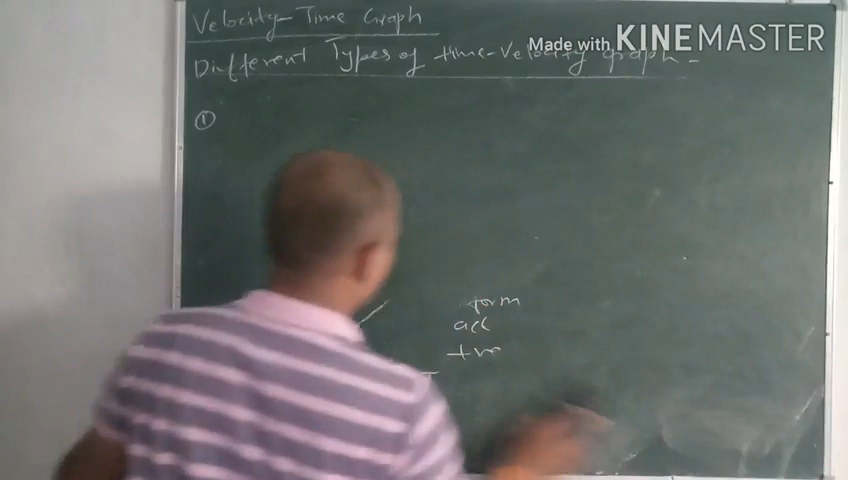 Velocity-Time Graph
Made with KINEMASTER
Different Types of time-Velocity graph-
①
form
acc
+ve
T